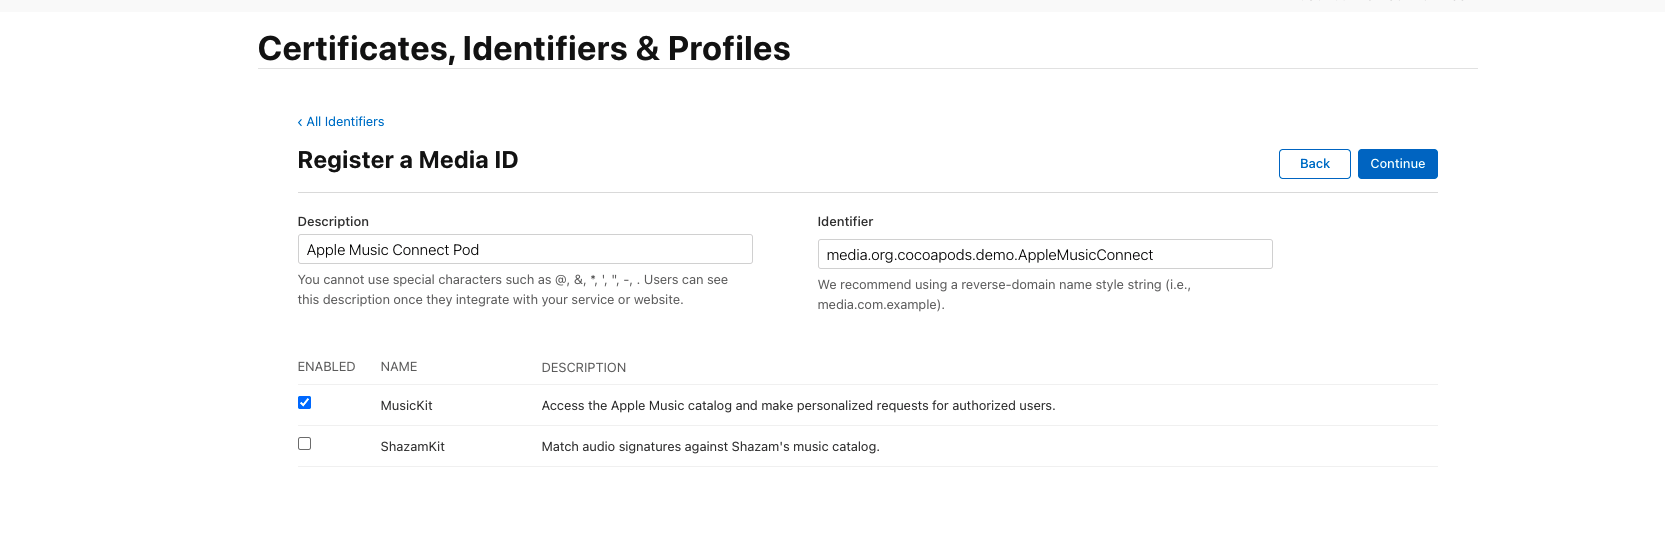 Certificates, Identifiers & Profiles
‹ All Identifiers
Register a Media ID
Back
Continue
Description
Identifier
Apple Music Connect Pod
media.org.cocoapods.demo.AppleMusicConnect
You cannot use special characters such as @, &, *, ', ", -, . Users can see
this description once they integrate with your service or website.
We recommend using a reverse-domain name style string (i.e.,
media.com.example).
ENABLED NAME DESCRIPTION
MusicKit Access the Apple Music catalog and make personalized requests for authorized users.
ShazamKit Match audio signatures against Shazam's music catalog.